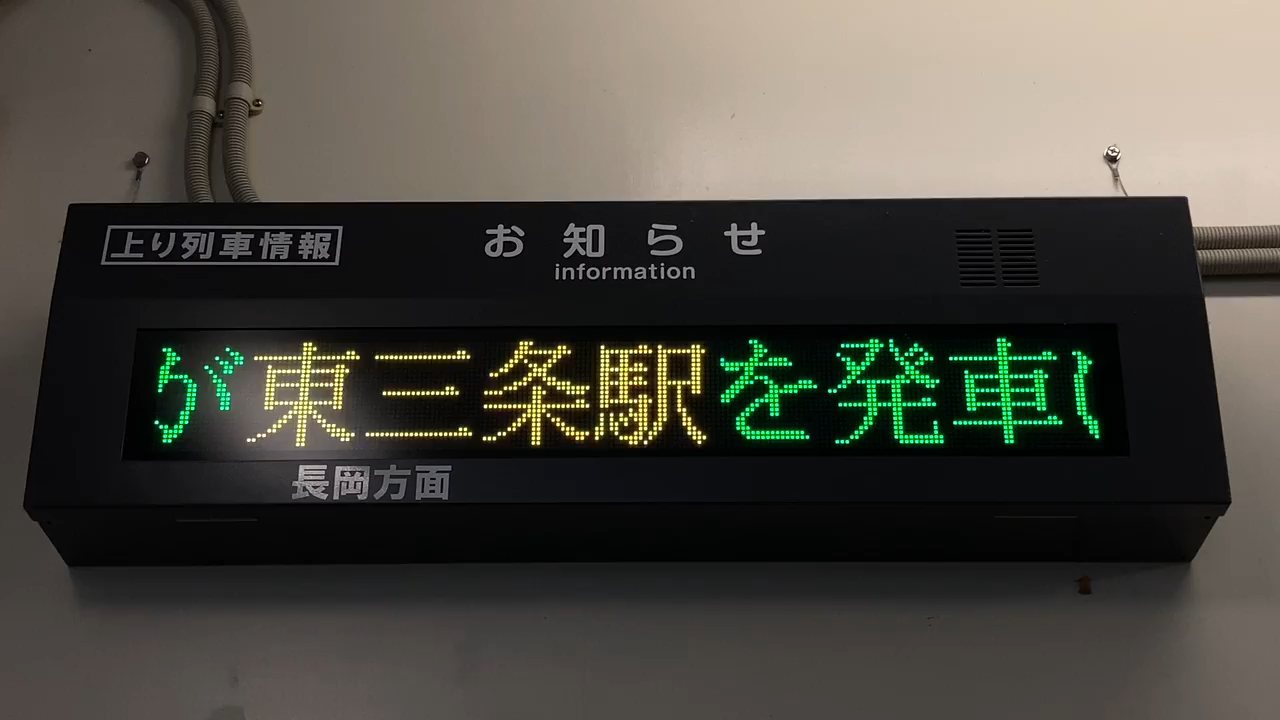 上り列車情報
お知らせ
information
が東三条駅を発車
長岡方面